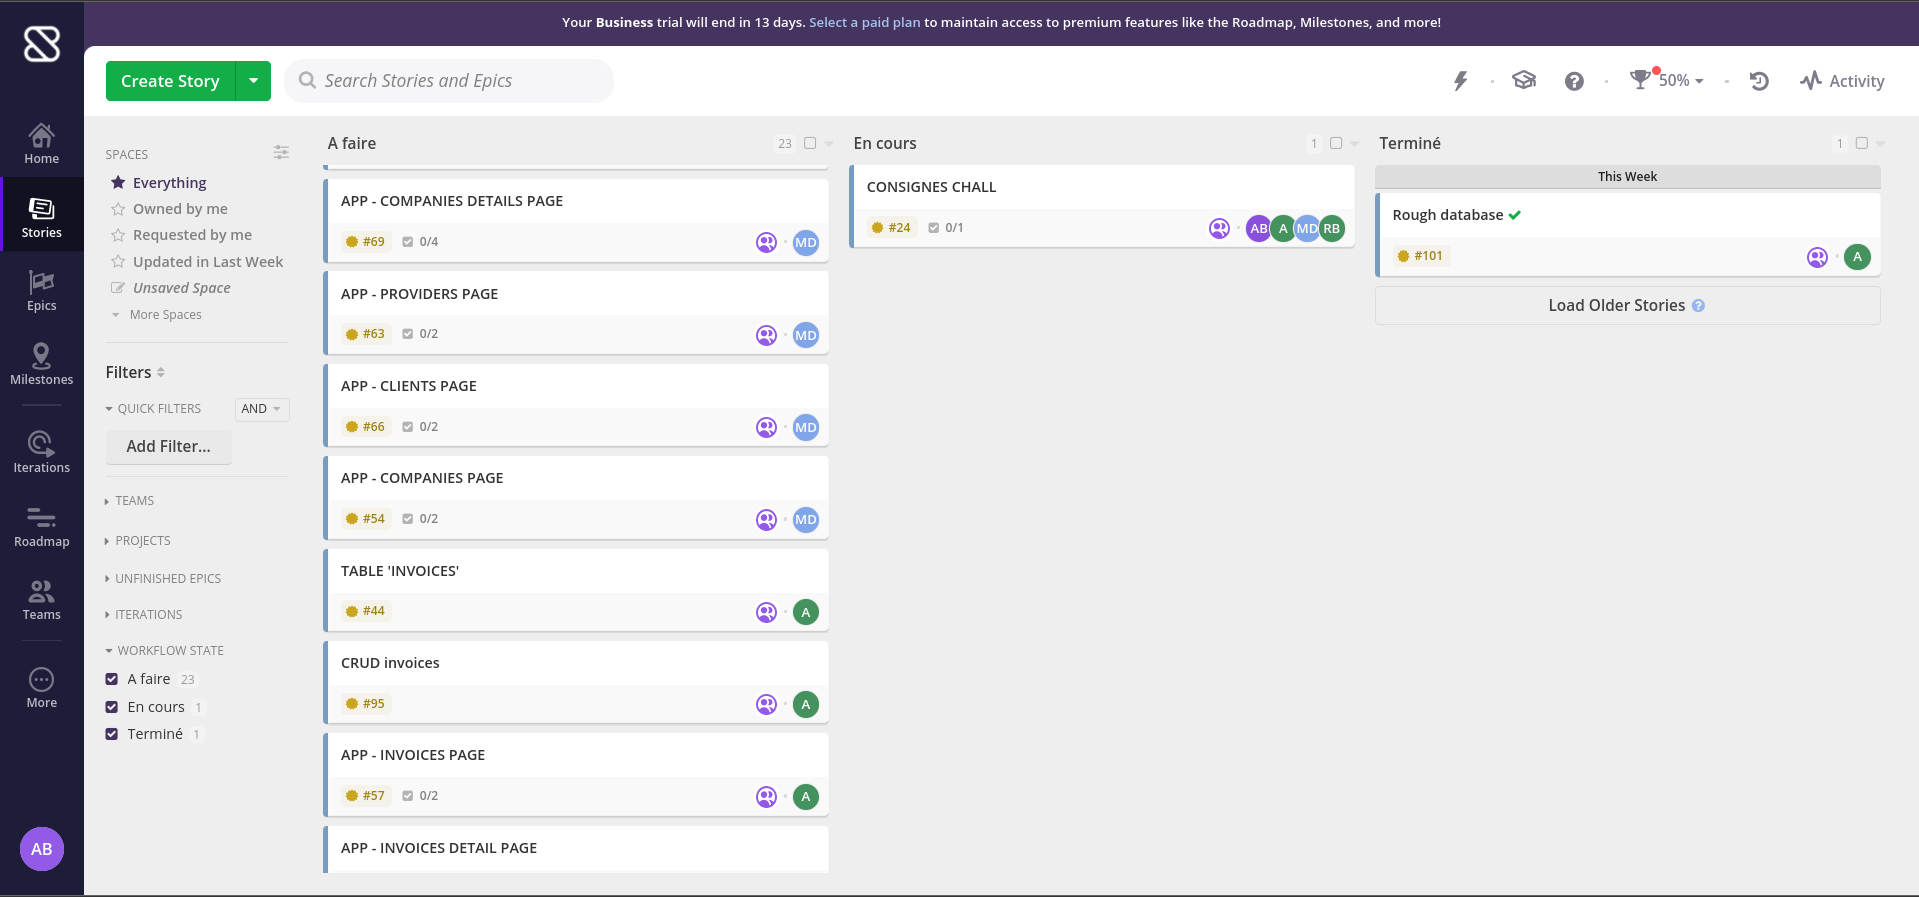 Your Business trial will end in 13 days. Select a paid plan to maintain access to premium features like the Roadmap, Milestones, and more!
Create Story
Search Stories and Epics
50%
Activity
Home
Stories
Epics
Milestones
Iterations
Roadmap
Teams
More
AB
SPACES
Everything
Owned by me
Requested by me
Updated in Last Week
Unsaved Space
More Spaces
Filters
QUICK FILTERS AND
Add Filter...
TEAMS
PROJECTS
UNFINISHED EPICS
ITERATIONS
WORKFLOW STATE
A faire 23
En cours 1
Terminé 1
A faire 23
APP - COMPANIES DETAILS PAGE
#69 0/4 MD
APP - PROVIDERS PAGE
#63 0/2 MD
APP - CLIENTS PAGE
#66 0/2 MD
APP - COMPANIES PAGE
#54 0/2 MD
TABLE 'INVOICES'
#44 A
CRUD invoices
#95 A
APP - INVOICES PAGE
#57 0/2 A
APP - INVOICES DETAIL PAGE
En cours 1
CONSIGNES CHALL
#24 0/1 AB A MD RB
Terminé 1
This Week
Rough database
#101 A
Load Older Stories ?